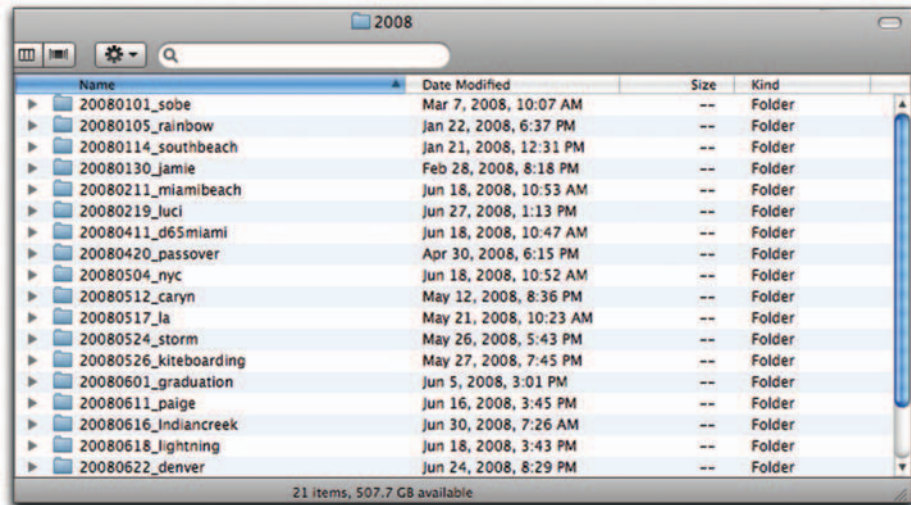 2008
Name Date Modified Size Kind
20080101_sobe Mar 7, 2008, 10:07 AM -- Folder
20080105_rainbow Jan 22, 2008, 6:37 PM -- Folder
20080114_southbeach Jan 21, 2008, 12:31 PM -- Folder
20080130_jamie Feb 28, 2008, 8:18 PM -- Folder
20080211_miamibeach Jun 18, 2008, 10:53 AM -- Folder
20080219_luci Jun 27, 2008, 1:13 PM -- Folder
20080411_d65miami Jun 18, 2008, 10:47 AM -- Folder
20080420_passover Apr 30, 2008, 6:15 PM -- Folder
20080504_nyc Jun 18, 2008, 10:52 AM -- Folder
20080512_caryn May 12, 2008, 8:36 PM -- Folder
20080517_la May 21, 2008, 10:23 AM -- Folder
20080524_storm May 26, 2008, 5:43 PM -- Folder
20080526_kiteboarding May 27, 2008, 7:45 PM -- Folder
20080601_graduation Jun 5, 2008, 3:01 PM -- Folder
20080611_paige Jun 16, 2008, 3:45 PM -- Folder
20080616_Indiancreek Jun 30, 2008, 7:26 AM -- Folder
20080618_lightning Jun 18, 2008, 3:43 PM -- Folder
20080622_denver Jun 24, 2008, 8:29 PM -- Folder
21 items, 507.7 GB available